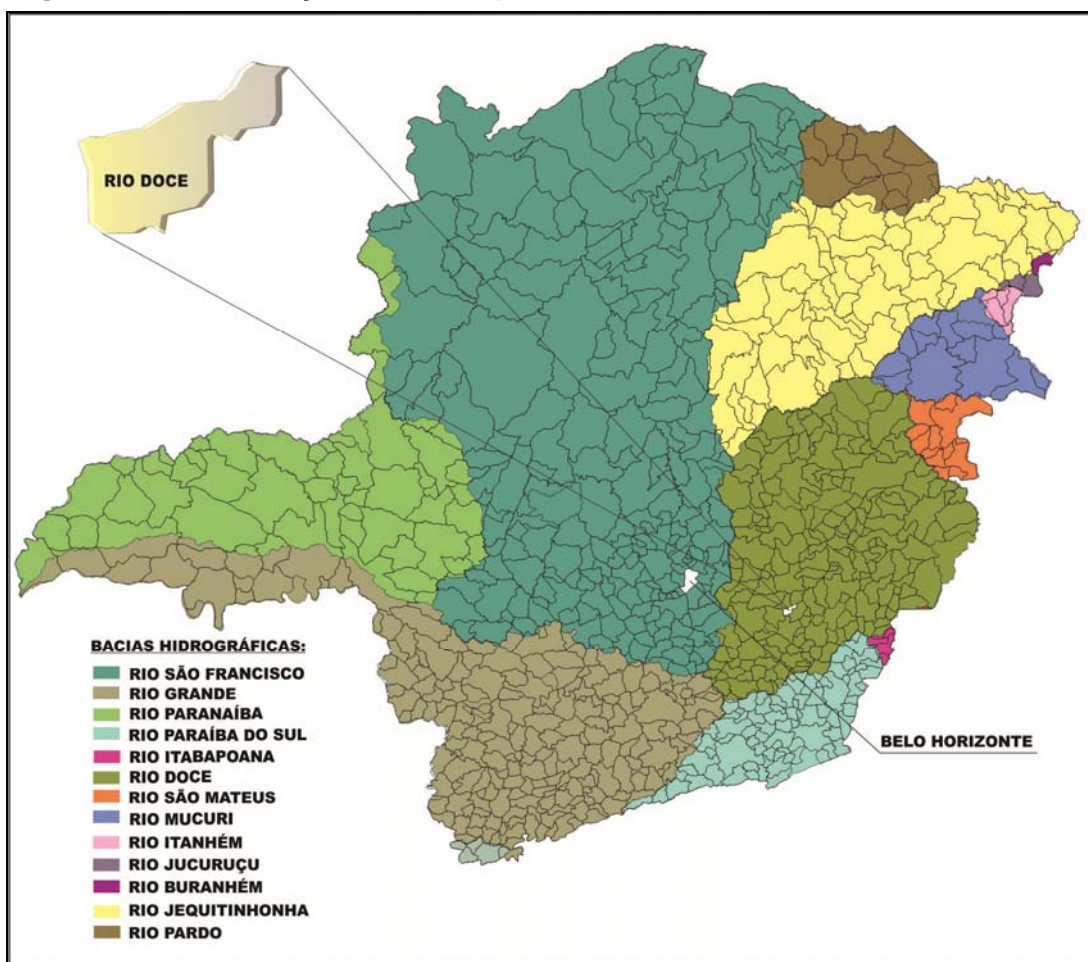 RIO DOCE
BACIAS HIDROGRÁFICAS:
RIO SÃO FRANCISCO
RIO GRANDE
RIO PARANAÍBA
RIO PARAÍBA DO SUL
RIO ITABAPOANA
RIO DOCE
RIO SÃO MATEUS
RIO MUCURI
RIO ITANHÉM
RIO JUCURUÇU
RIO BURANHÉM
RIO JEQUITINHONHA
RIO PARDO
BELO HORIZONTE